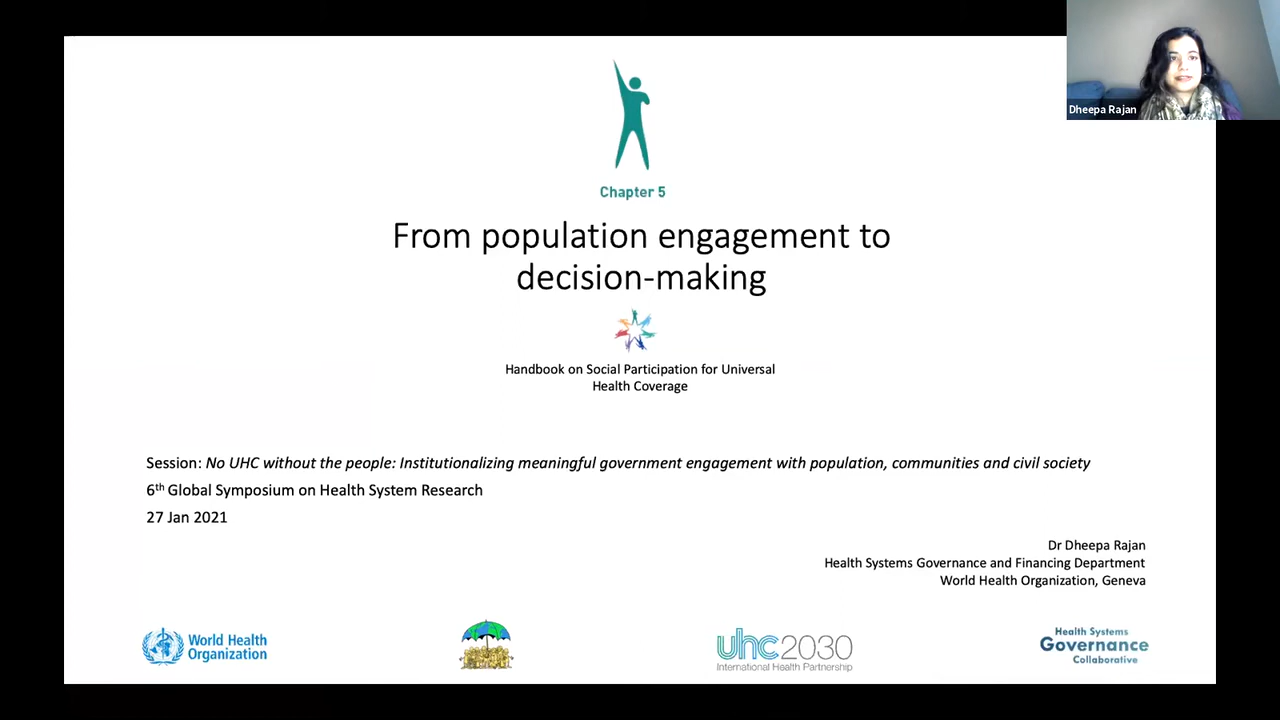 Dheepa Rajan
Chapter 5
From population engagement to
decision-making
Handbook on Social Participation for Universal
Health Coverage
Session: No UHC without the people: Institutionalizing meaningful government engagement with population, communities and civil society
6th Global Symposium on Health System Research
27 Jan 2021
Dr Dheepa Rajan
Health Systems Governance and Financing Department
World Health Organization, Geneva
World Health
Organization
uhc2030
International Health Partnership
Health Systems
Governance
Collaborative